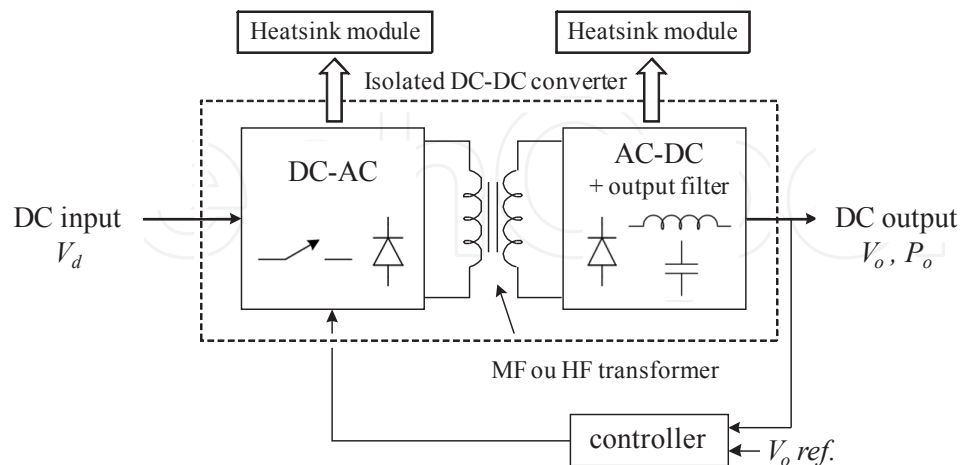 Heatsink module
Heatsink module
Isolated DC-DC converter
DC-AC
AC-DC
+ output filter
DC input
V_d
DC output
V_o , P_o
MF ou HF transformer
controller
V_o ref.